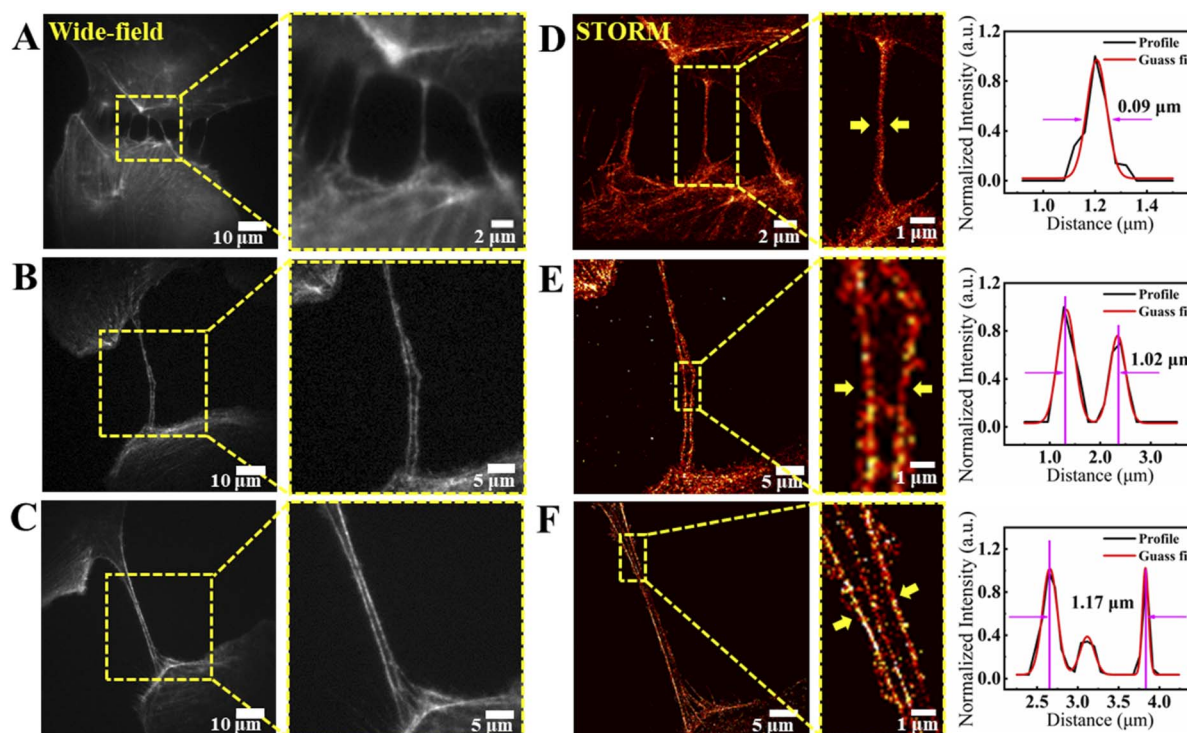 A
Wide-field
10 µm
2 µm
D
STORM
2 µm
1 µm
Normalized Intensity (a.u.)
1.2
0.8
0.4
0.0
Profile
Guass fi
0.09 µm
1.0
1.2
1.4
Distance (µm)
B
10 µm
5 µm
E
5 µm
1 µm
Normalized Intensity (a.u.)
1.2
0.8
0.4
0.0
Profile
Guass fi
1.02 µm
1.0
2.0
3.0
Distance (µm)
C
10 µm
5 µm
F
5 µm
1 µm
Normalized Intensity (a.u.)
1.2
0.8
0.4
0.0
Profile
Guass fi
1.17 µm
2.5
3.0
3.5
4.0
Distance (µm)